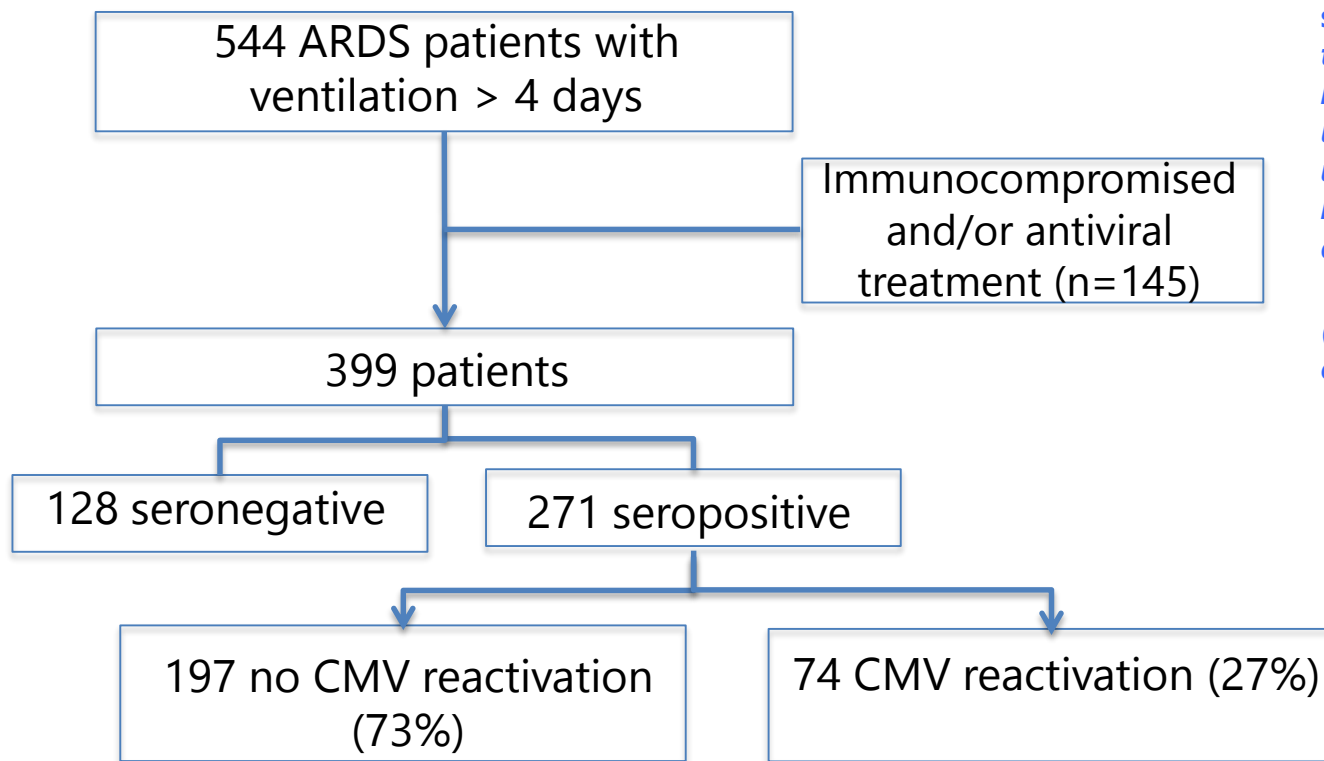 544 ARDS patients with
ventilation > 4 days
Immunocompromised
and/or antiviral
treatment (n=145)
399 patients
128 seronegative
271 seropositive
197 no CMV reactivation
(73%)
74 CMV reactivation (27%)